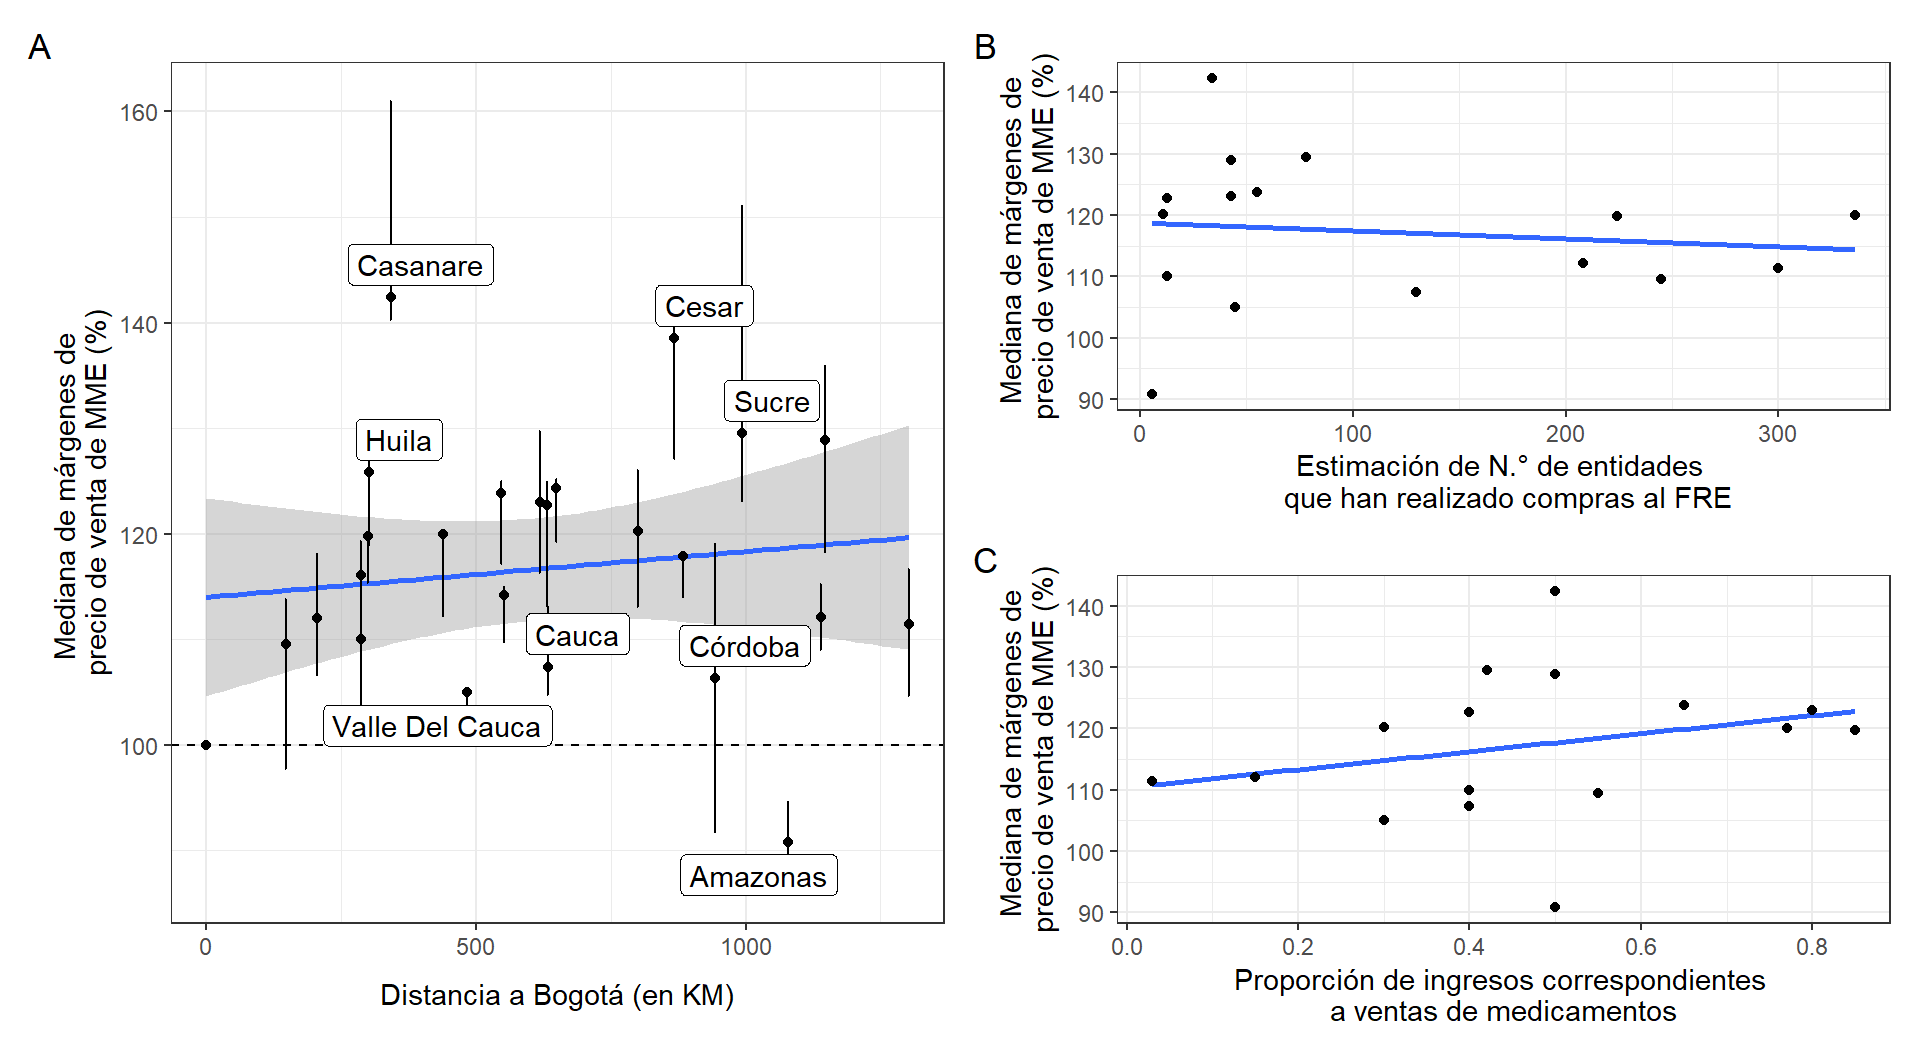 A
Mediana de márgenes de
precio de venta de MME (%)
160
140
120
100
Casanare
Cesar
Sucre
Huila
Cauca
Córdoba
Valle Del Cauca
Amazonas
0
500
1000
Distancia a Bogotá (en KM)
B
Mediana de márgenes de
precio de venta de MME (%)
140
130
120
110
100
90
0
100
200
300
Estimación de N.° de entidades
que han realizado compras al FRE
C
Mediana de márgenes de
precio de venta de MME (%)
140
130
120
110
100
90
0.0
0.2
0.4
0.6
0.8
Proporción de ingresos correspondientes
a ventas de medicamentos